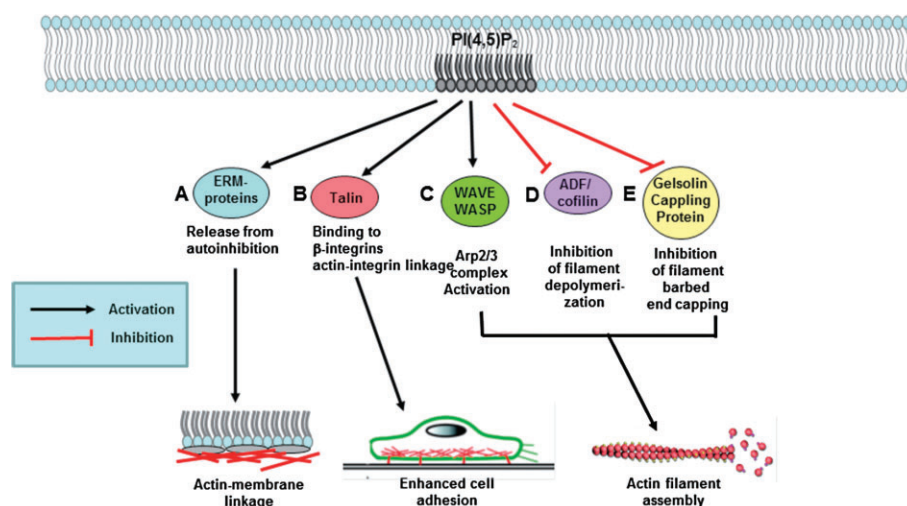 PI(4,5)P2
A
ERM-
proteins
B
Talin
C
WAVE
WASP
D
ADF/
cofilin
E
Gelsolin
Cappling
Protein
Release from
autoinhibition
Binding to
β-integrins
actin-integrin linkage
Arp2/3
complex
Activation
Inhibition
of filament
depolymeri-
zation
Inhibition
of filament
barbed
end capping
Activation
Inhibition
Actin-membrane
linkage
Enhanced cell
adhesion
Actin filament
assembly